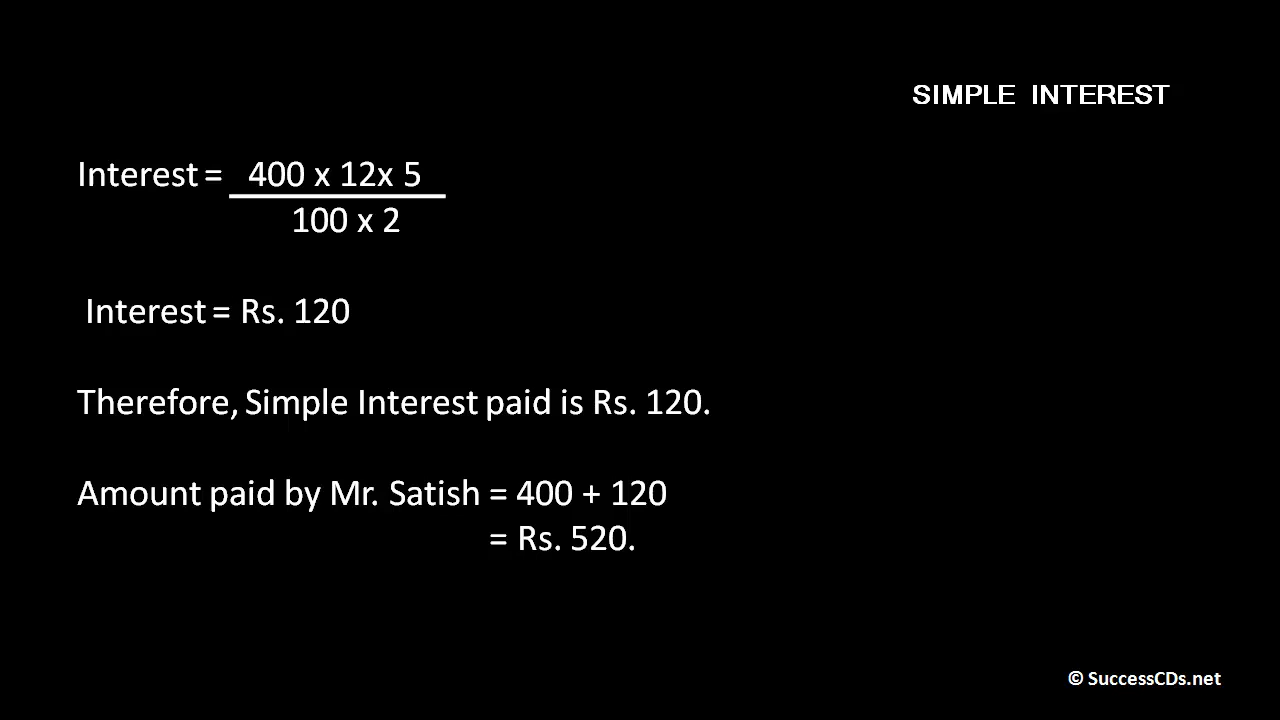 SIMPLE INTEREST
Interest = 400 x 12x 5
100 x 2
Interest = Rs. 120
Therefore, Simple Interest paid is Rs. 120.
Amount paid by Mr. Satish = 400 + 120
= Rs. 520.
© SuccessCDs.net